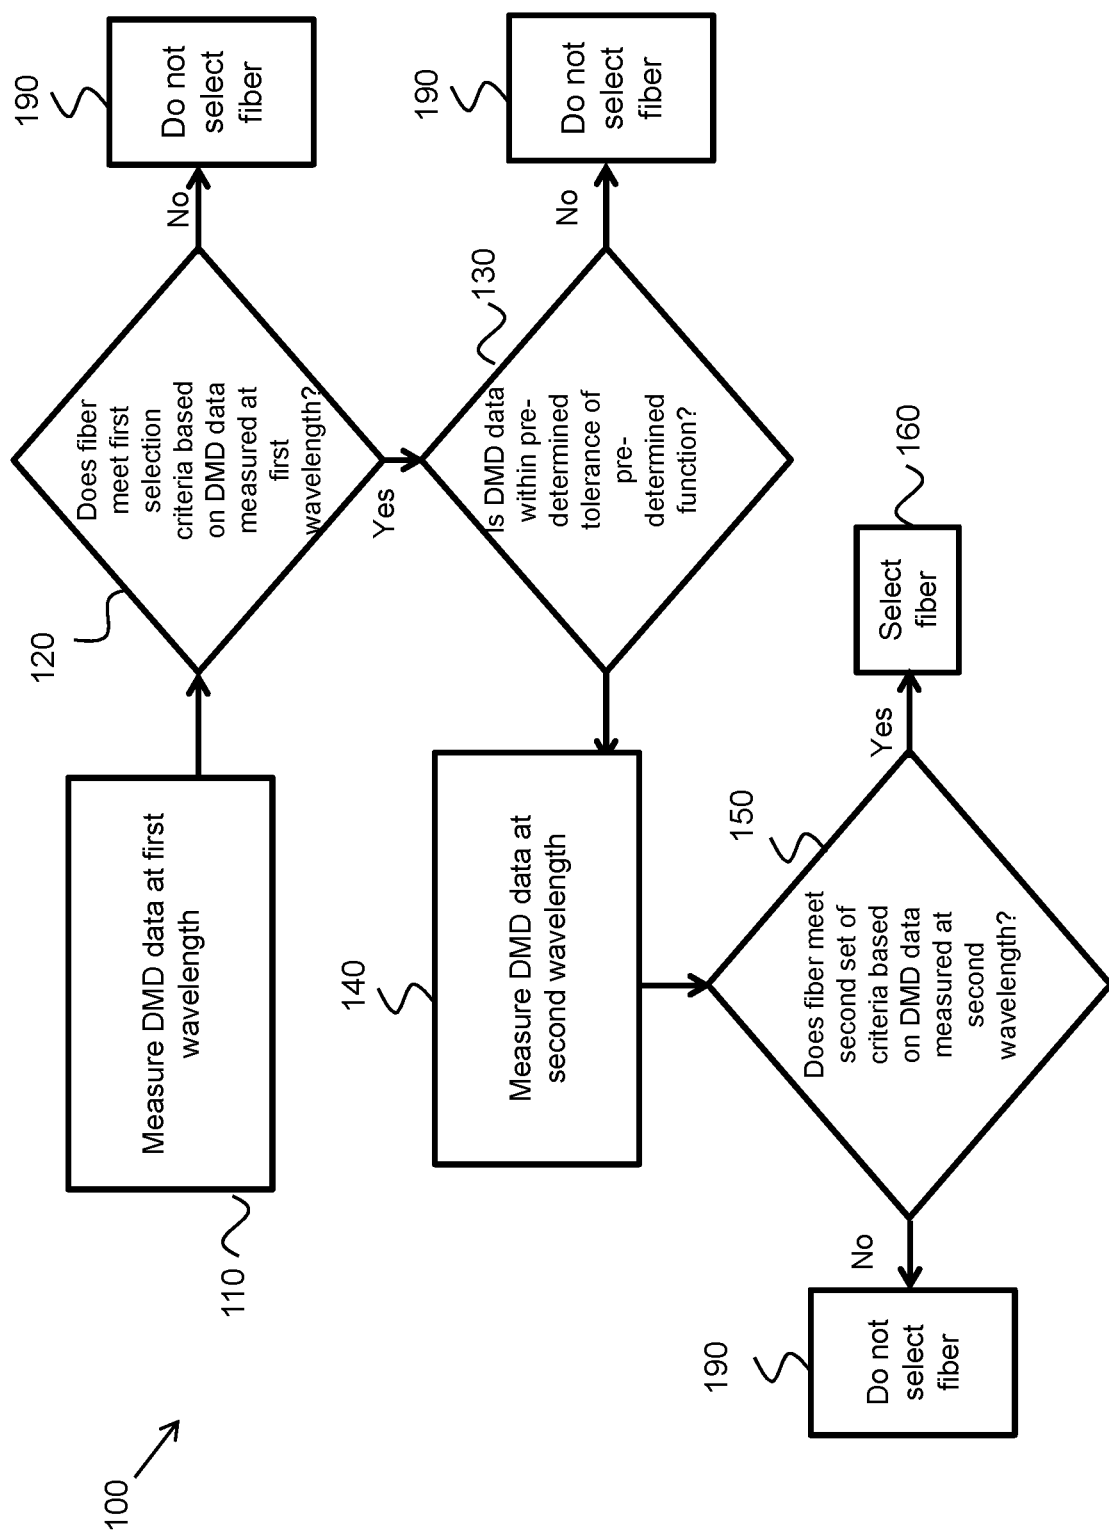 100
110
Measure DMD data at first
wavelength
120
Does fiber
meet first
selection
criteria based
on DMD data
measured at
first
wavelength?
No
190
Do not
select
fiber
Yes
130
Is DMD data
within pre-
determined
tolerance of
pre-
determined
function?
No
190
Do not
select
fiber
140
Measure DMD data at
second wavelength
150
Does fiber meet
second set of
criteria based
on DMD data
measured at
second
wavelength?
Yes
160
Select
fiber
No
190
Do not
select
fiber